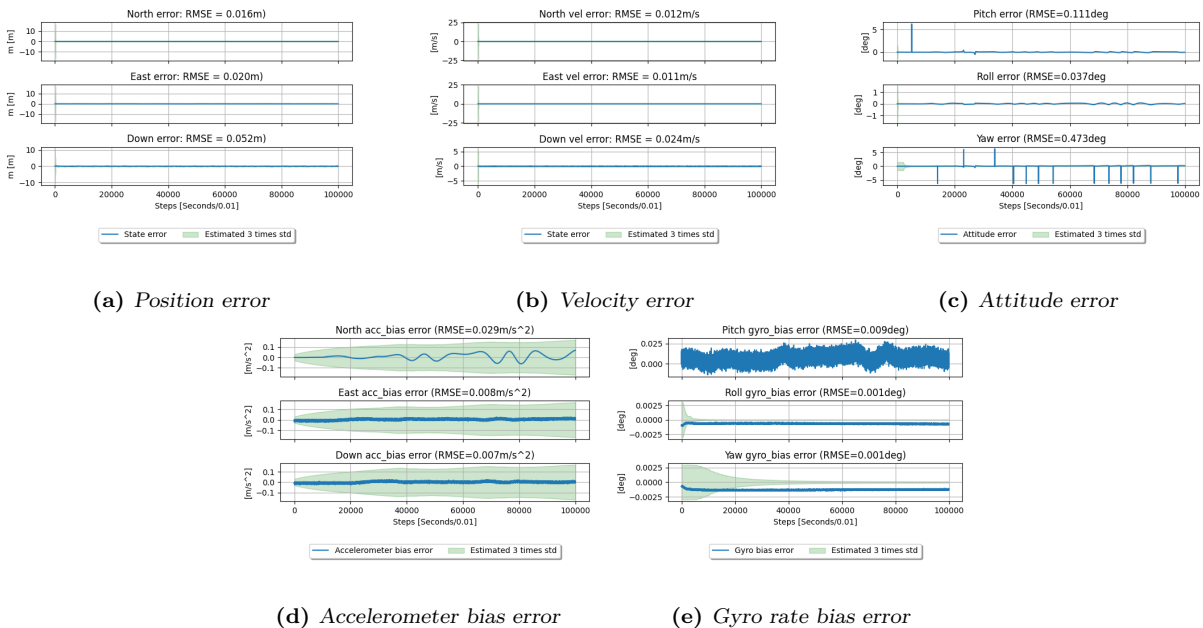 North error: RMSE = 0.016m)
m [m]
10
0
−10
East error: RMSE = 0.020m)
m [m]
10
0
−10
Down error: RMSE = 0.052m)
m [m]
10
0
−10
0 20000 40000 60000 80000 100000
Steps [Seconds/0.01]
State error Estimated 3 times std
(a) Position error
North vel error: RMSE = 0.012m/s
[m/s]
25
0
−25
East vel error: RMSE = 0.011m/s
[m/s]
25
0
−25
Down vel error: RMSE = 0.024m/s
[m/s]
5
0
−5
0 20000 40000 60000 80000 100000
Steps [Seconds/0.01]
State error Estimated 3 times std
(b) Velocity error
Pitch error (RMSE=0.111deg
[deg]
5
0
Roll error (RMSE=0.037deg
[deg]
1
0
−1
Yaw error (RMSE=0.473deg
[deg]
5
0
−5
0 20000 40000 60000 80000 100000
Steps [Seconds/0.01]
Attitude error Estimated 3 times std
(c) Attitude error
North acc_bias error (RMSE=0.029m/s^2)
[m/s^2]
0.1
0.0
−0.1
East acc_bias error (RMSE=0.008m/s^2)
[m/s^2]
0.1
0.0
−0.1
Down acc_bias error (RMSE=0.007m/s^2)
[m/s^2]
0.1
0.0
−0.1
0 20000 40000 60000 80000 100000
Steps [Seconds/0.01]
Accelerometer bias error Estimated 3 times std
(d) Accelerometer bias error
Pitch gyro_bias error (RMSE=0.009deg)
[deg]
0.025
0.000
Roll gyro_bias error (RMSE=0.001deg)
[deg]
0.0025
0.0000
−0.0025
Yaw gyro_bias error (RMSE=0.001deg)
[deg]
0.0025
0.0000
−0.0025
0 20000 40000 60000 80000 100000
Steps [Seconds/0.01]
Gyro bias error Estimated 3 times std
(e) Gyro rate bias error